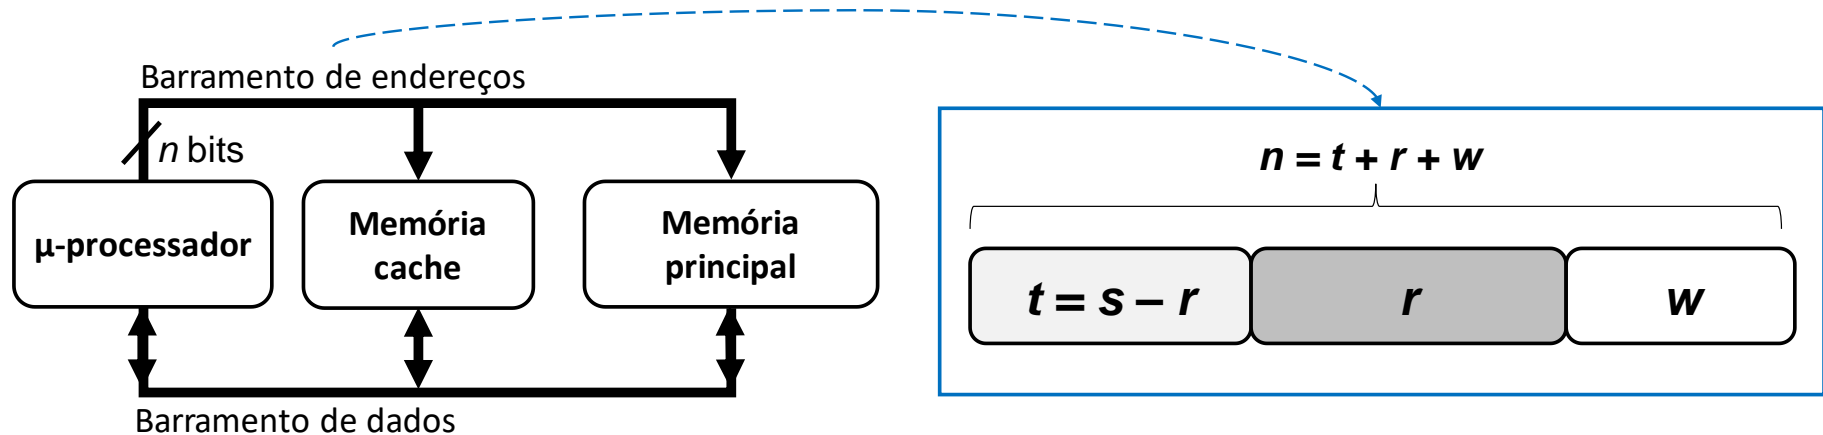 Barramento de endereços
n bits
μ-processador
Memória
cache
Memória
principal
Barramento de dados
n = t + r + w
t = s – r
r
w